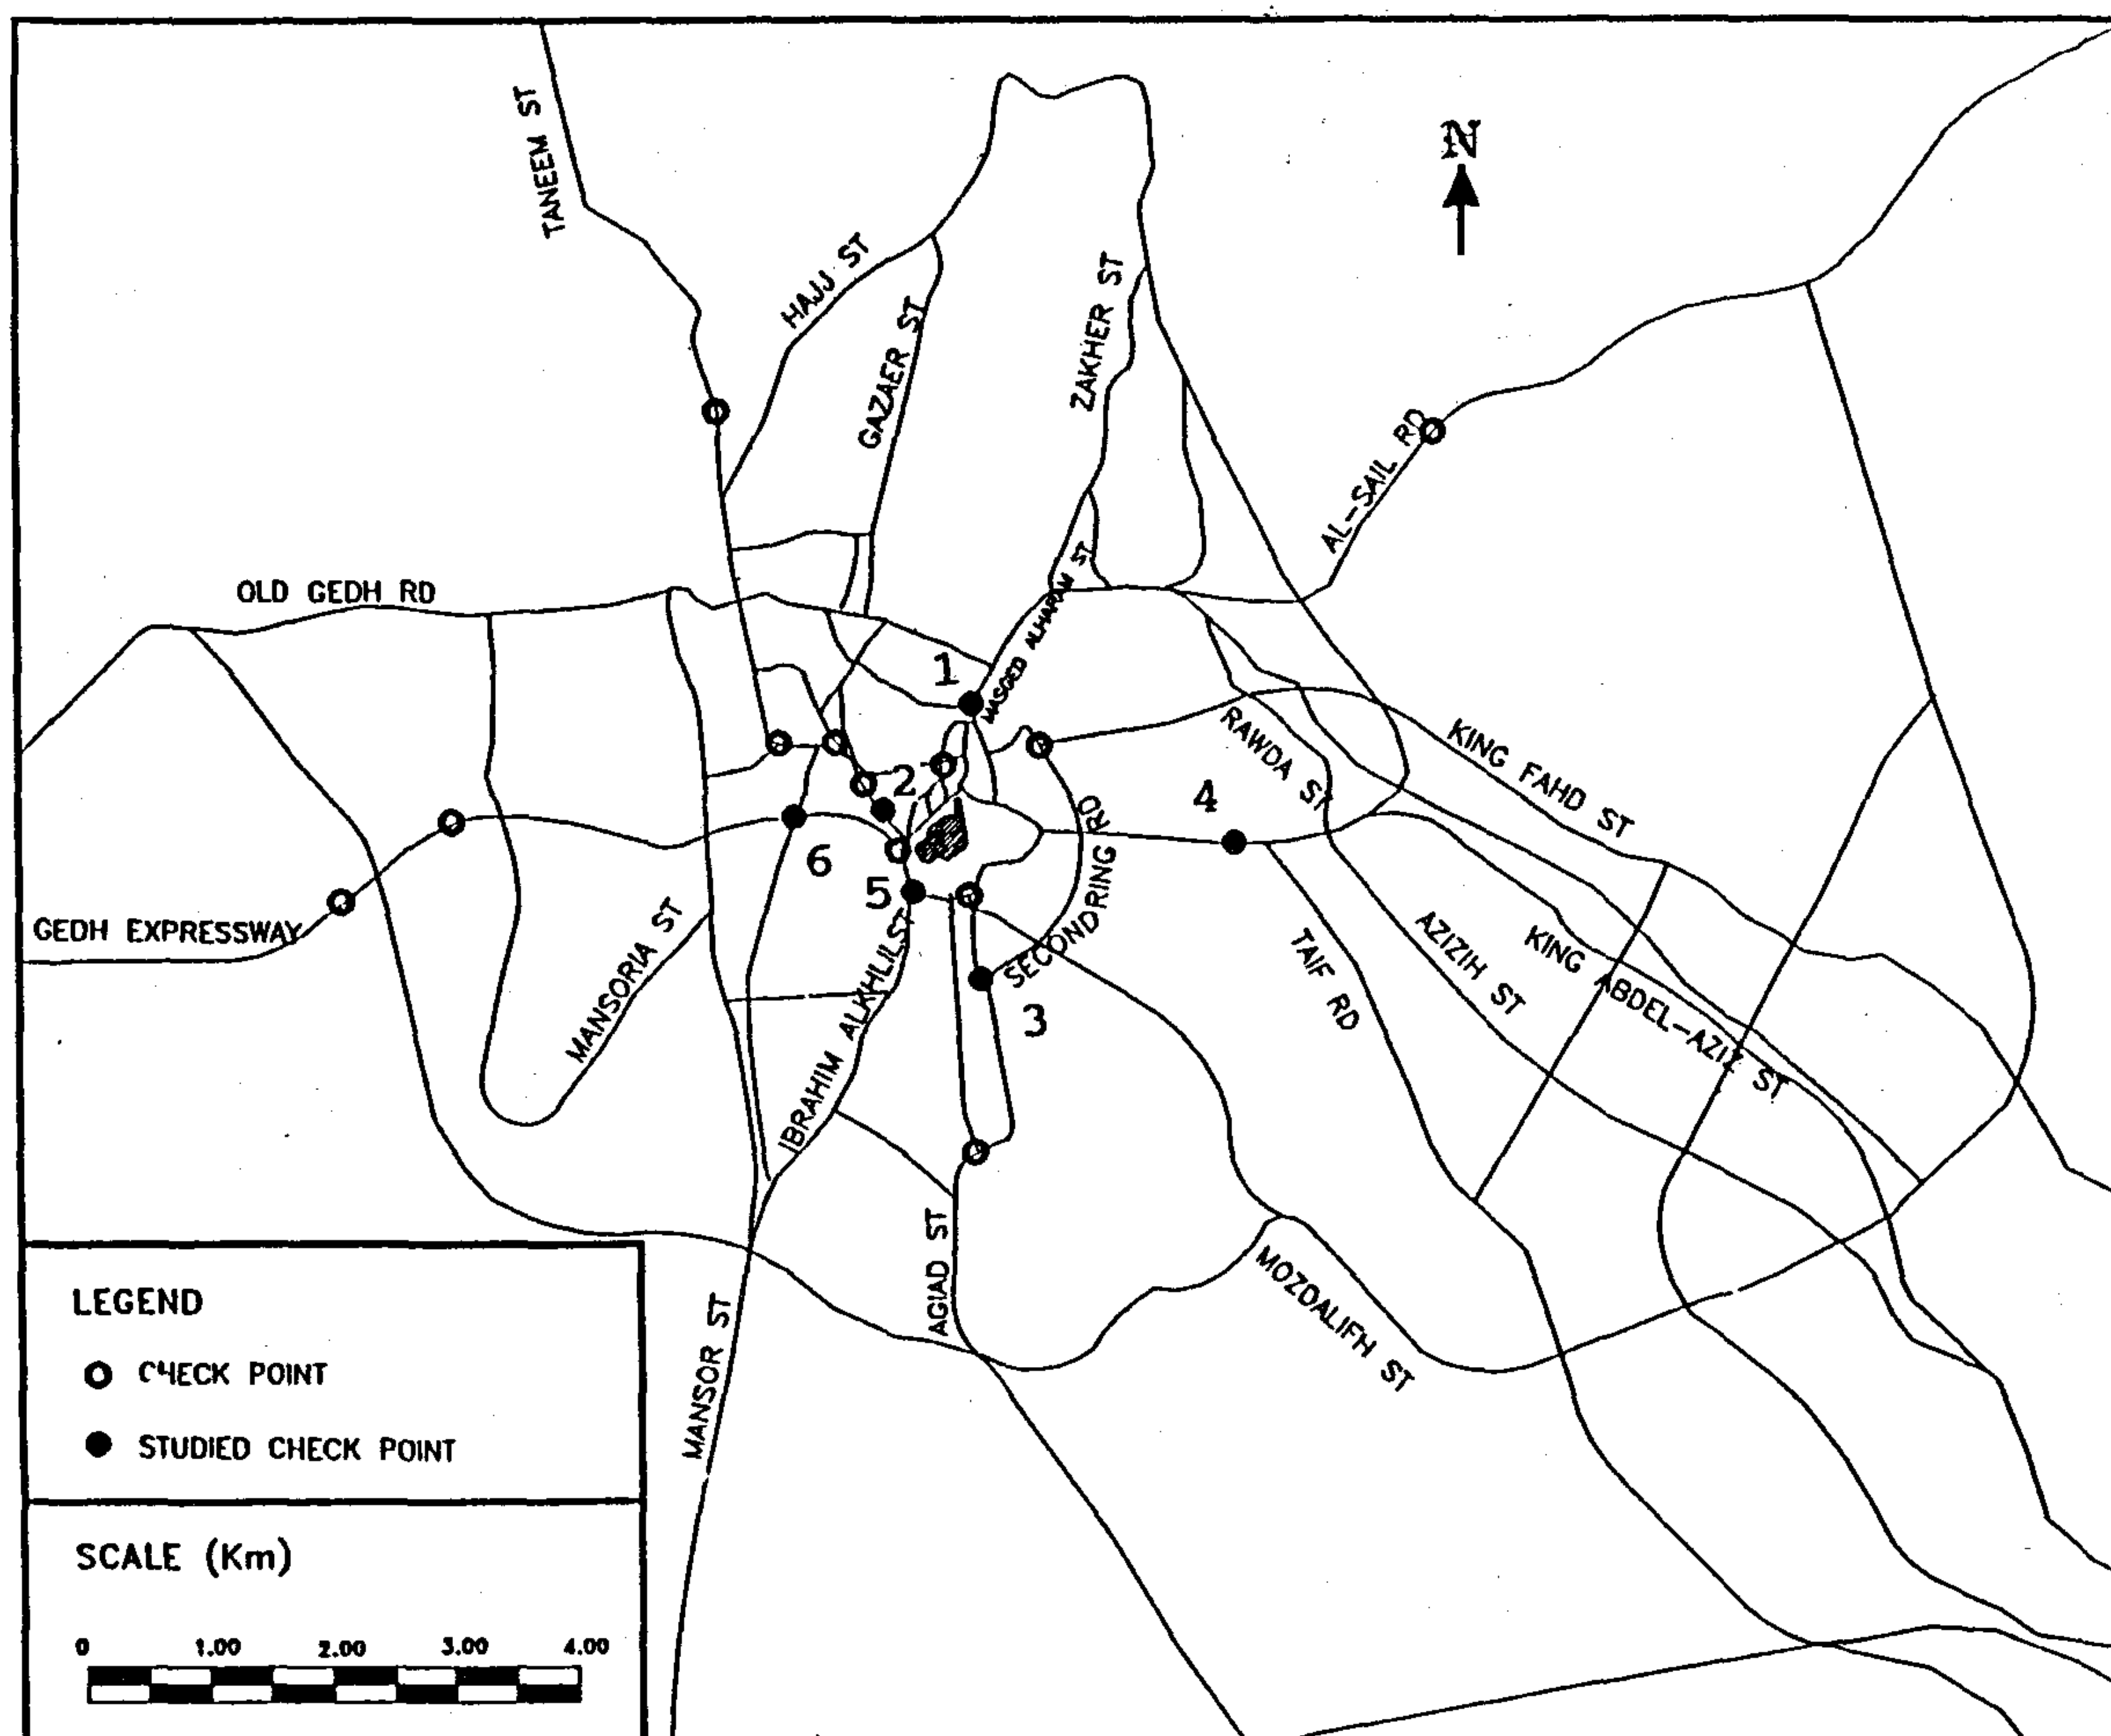 N
TANEEM ST
HAJJ ST
GAZAER ST
ZAKHER ST
AL-SAIL RD
OLD GEDH RD
MASGED ALHARAM ST
1
RAWDA ST
KING FAHD ST
2
4
6
5
SECONDRING RD
GEDH EXPRESSWAY
MANSORIA ST
IBRAHIM ALKHLIL ST
3
TAIF RD
AZIZIH ST
KING ABDEL-AZIZ ST
AGIAD ST
MOZDALIFH ST
MANSOR ST
LEGEND
CHECK POINT
STUDIED CHECK POINT
SCALE (Km)
0 1.00 2.00 3.00 4.00